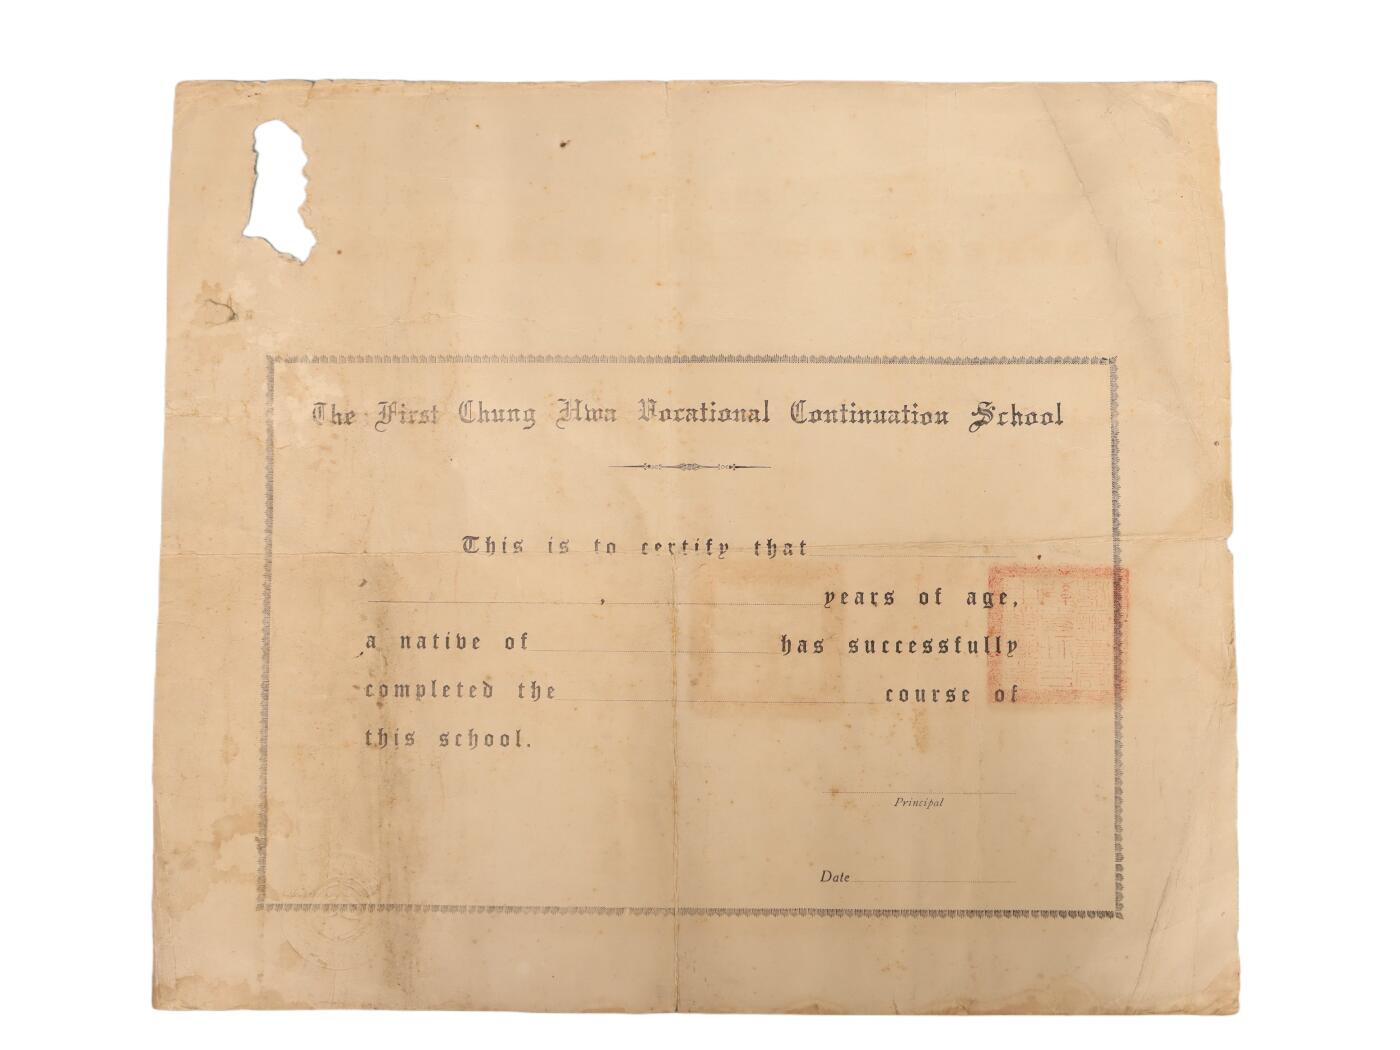 The First Chung Hwa Vocational Continuation School
This is to certify that
, years of age,
a native of has successfully
completed the course of
this school.
Principal
Date